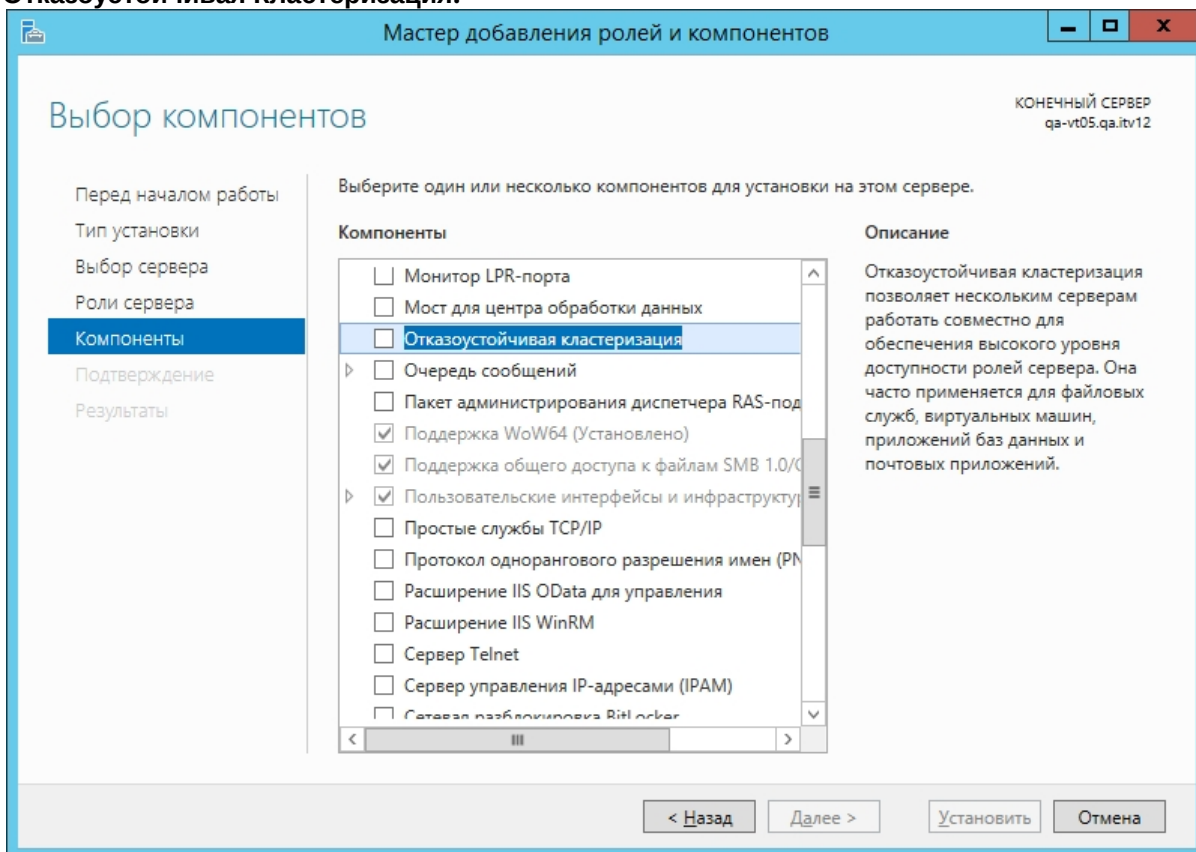 Отказоустойчивая кластеризация.
Мастер добавления ролей и компонентов
Выбор компонентов
КОНЕЧНЫЙ СЕРВЕР
qa-vt05.qa.itv12
Перед началом работы
Тип установки
Выбор сервера
Роли сервера
Компоненты
Подтверждение
Результаты
Выберите один или несколько компонентов для установки на этом сервере.
Компоненты
Монитор LPR-порта
Мост для центра обработки данных
Отказоустойчивая кластеризация
Очередь сообщений
Пакет администрирования диспетчера RAS-под
Поддержка WoW64 (Установлено)
Поддержка общего доступа к файлам SMB 1.0/C
Пользовательские интерфейсы и инфраструктур
Простые службы TCP/IP
Протокол однорангового разрешения имен (PN
Расширение IIS OData для управления
Расширение IIS WinRM
Сервер Telnet
Сервер управления IP-адресами (IPAM)
Сетевая разблокировка BitLocker
Описание
Отказоустойчивая кластеризация
позволяет нескольким серверам
работать совместно для
обеспечения высокого уровня
доступности ролей сервера. Она
часто применяется для файловых
служб, виртуальных машин,
приложений баз данных и
почтовых приложений.
< Назад
Далее >
Установить
Отмена